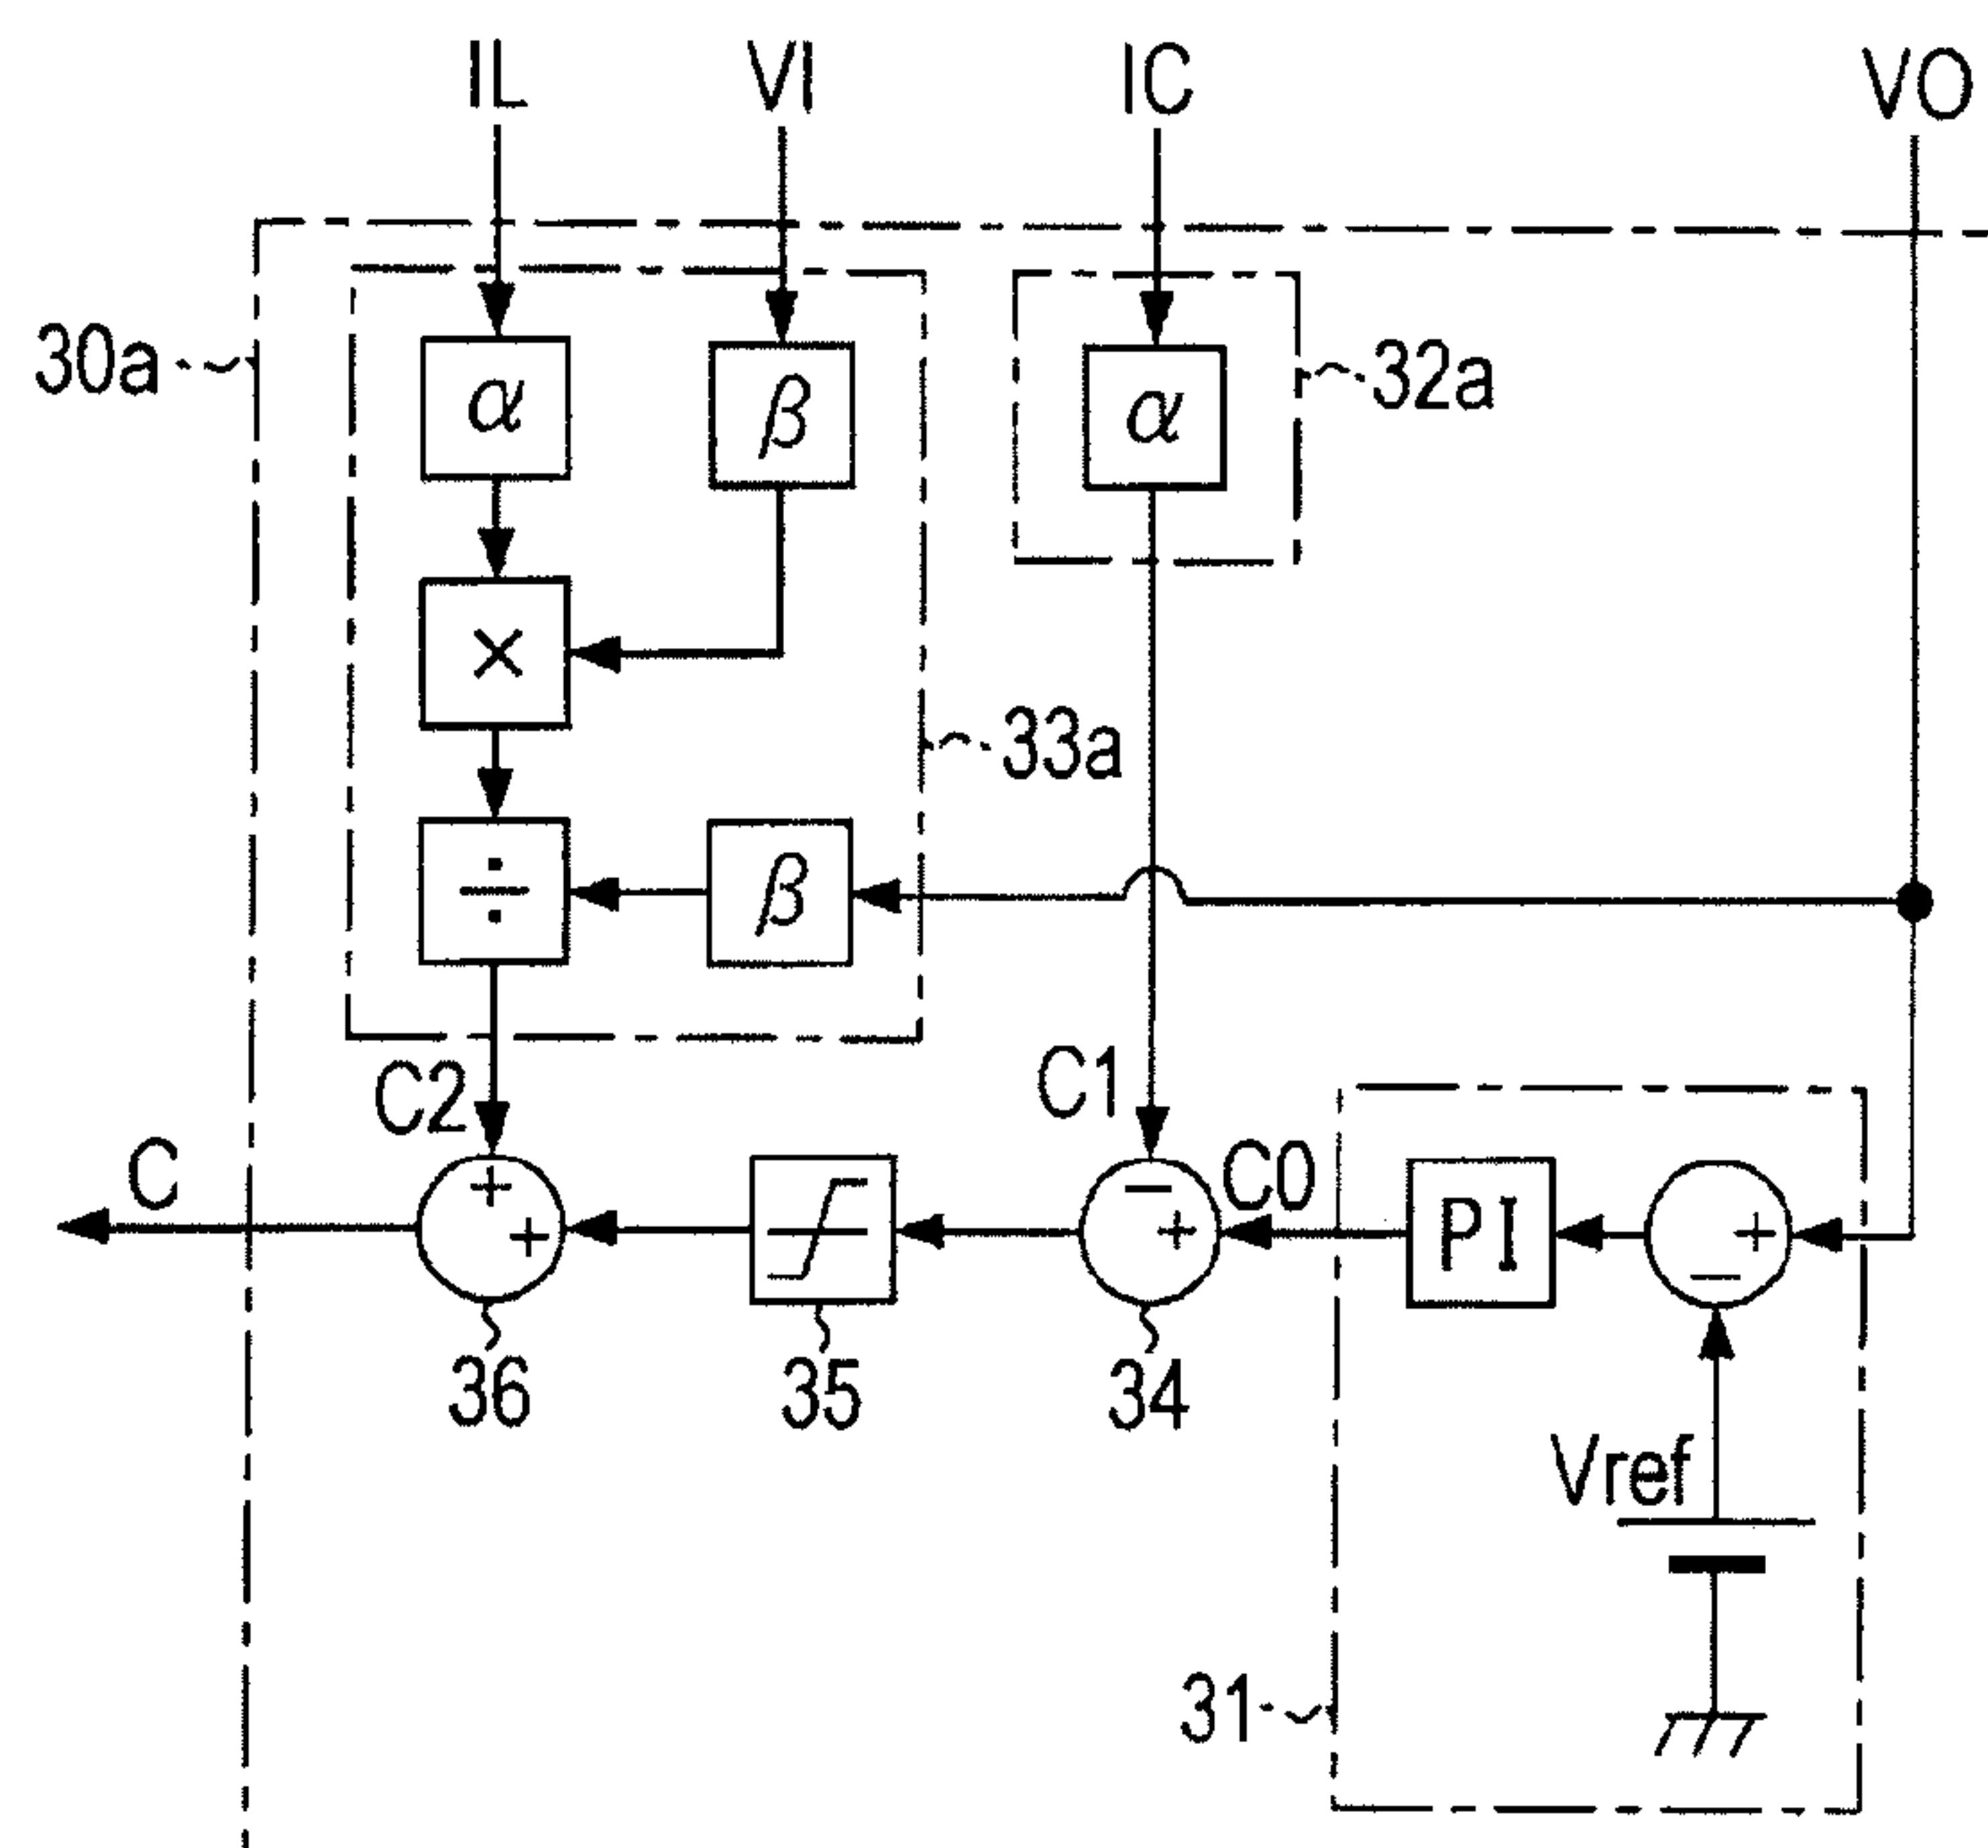 IL VI IC VO
30a
α β α 32a
×
33a
÷ β
C2 C1
C + + − + C0 PI + −
36 35 34
Vref
31